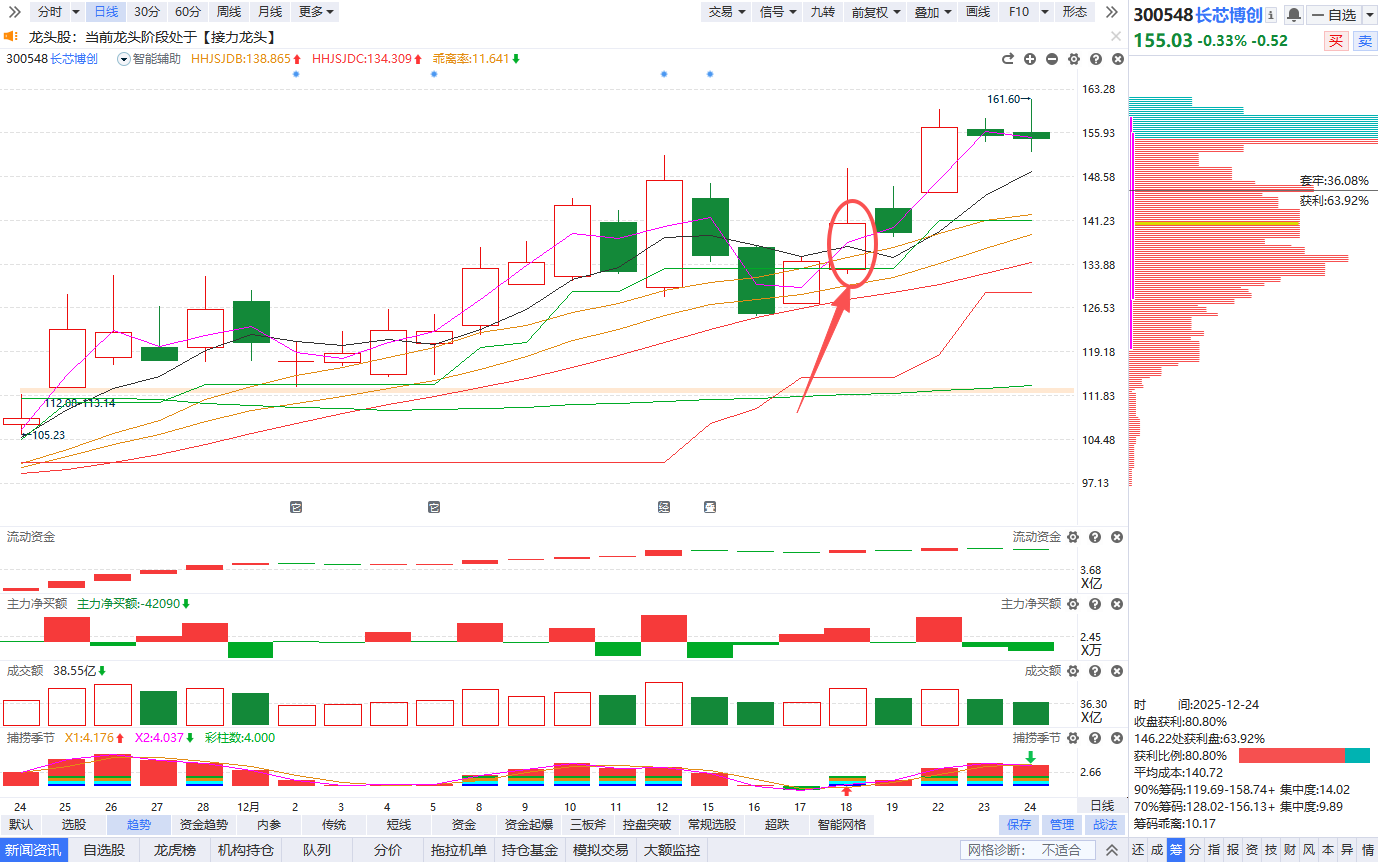 分时 日线 30分 60分 周线 月线 更多 交易 信号 九转 前复权 叠加 画线 F10 形态
300548 长芯博创 自选
龙头股：当前龙头阶段处于【接力龙头】
155.03 -0.33% -0.52 买 卖
300548 长芯博创 智能辅助 HHJSJDB:138.865 HHJSJDC:134.309 乖离率:11.641
163.28
161.60
155.93
148.58
套牢:36.08%
获利:63.92%
141.23
133.88
126.53
119.18
111.83
112.08-113.14
105.23
104.48
97.13
流动资金 流动资金
3.68
X亿
主力净买额 主力净买额:-42090 主力净买额
2.45
X万
成交额 38.55亿 成交额
36.30
X亿
捕捞季节 X1:4.176 X2:4.037 彩柱数:4.000 捕捞季节
2.66
24 25 26 27 28 12月 2 3 4 5 8 9 10 11 12 15 16 17 18 19 22 23 24 日线
时 间:2025-12-24
收盘获利:80.80%
146.22处获利盘:63.92%
获利比例:80.80%
平均成本:140.72
90%筹码:119.69-158.74+ 集中度:14.02
70%筹码:128.02-156.13+ 集中度:9.89
筹码乖离:10.17
默认 选股 趋势 资金趋势 内参 传统 短线 资金 资金起爆 三板斧 控盘突破 常规选股 超跌 智能网格 保存 管理 战法
新闻资讯 自选股 龙虎榜 机构持仓 队列 分价 拖拉机单 持仓基金 模拟交易 大额监控 网格诊断： 不适合
还 成 筹 分 指 报 资 技 财 风 本 异 情